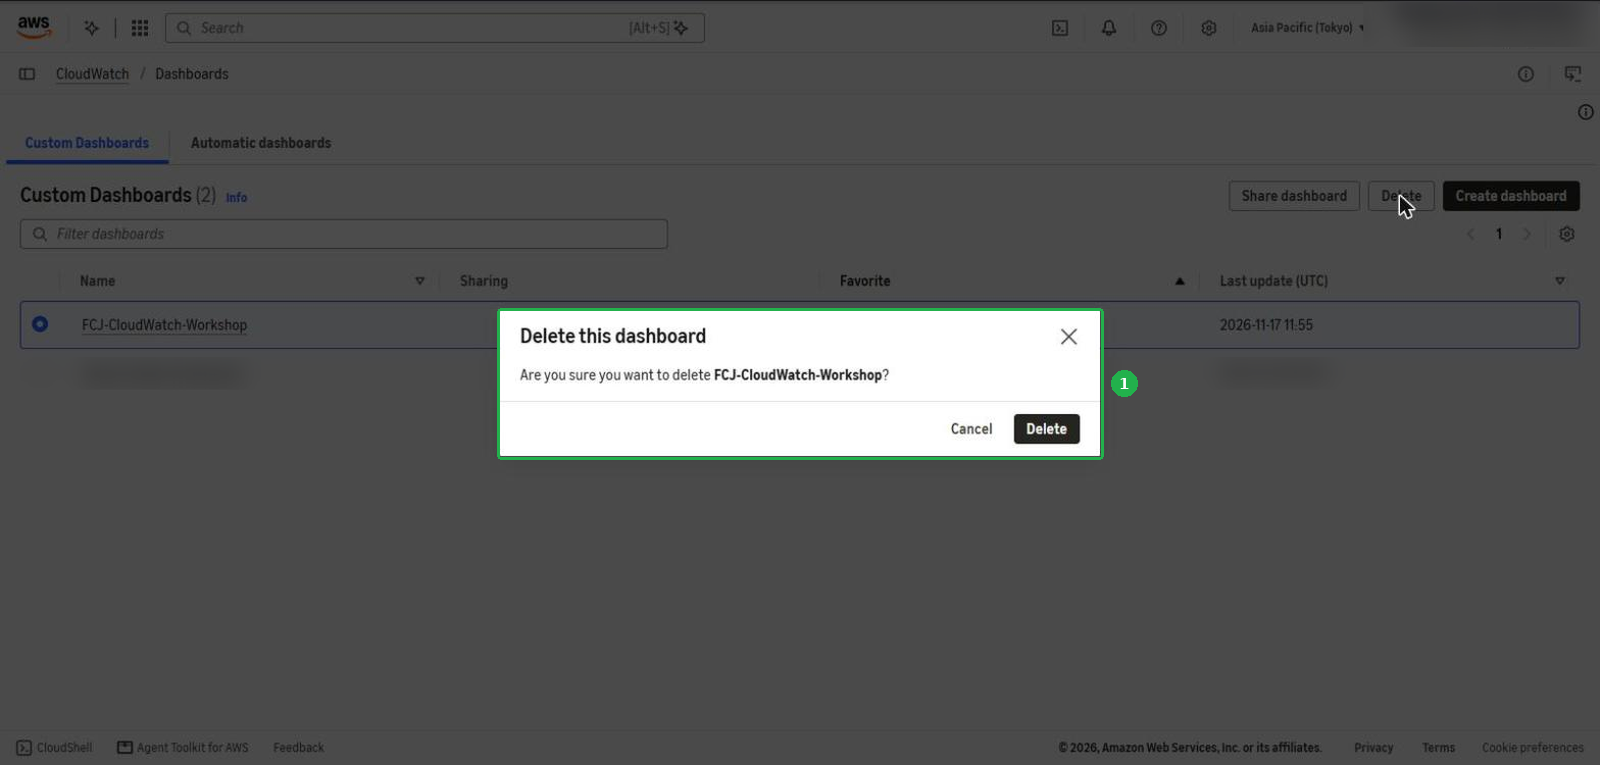 aws
Search [Alt+S]
Asia Pacific (Tokyo)
CloudWatch / Dashboards
Custom Dashboards
Automatic dashboards
Custom Dashboards (2) Info
Share dashboard
Delete
Create dashboard
Filter dashboards
1
Name
Sharing
Favorite
Last update (UTC)
FCJ-CloudWatch-Workshop
2026-11-17 11:55
Delete this dashboard
Are you sure you want to delete FCJ-CloudWatch-Workshop?
1
Cancel
Delete
CloudShell
Agent Toolkit for AWS
Feedback
© 2026, Amazon Web Services, Inc. or its affiliates.
Privacy
Terms
Cookie preferences